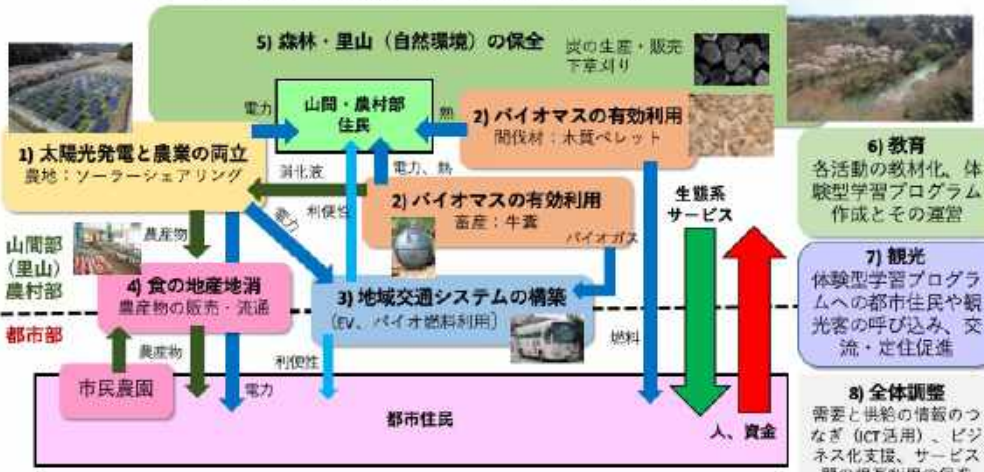 5) 森林・里山（自然環境）の保全
炭の生産・販売
下草刈り
電力
山間・農村部
住民
熱
2) バイオマスの有効利用
間伐材：木質ペレット
1) 太陽光発電と農業の両立
農地：ソーラーシェアリング
消化液
電力、熱
利便性
電力
2) バイオマスの有効利用
畜産：牛糞
バイオガス
生態系
サービス
6) 教育
各活動の教材化、体
験型学習プログラム
作成とその運営
山間部
（里山）
農村部
農産物
4) 食の地産地消
農産物の販売・流通
3) 地域交通システムの構築
（EV、バイオ燃料利用）
7) 観光
体験型学習プログラ
ムへの都市住民や観
光客の呼び込み、交
流・定住促進
都市部
農産物
利便性
燃料
市民農園
電力
都市住民
人、資金
8) 全体調整
需要と供給の情報のつ
なぎ（ICT活用）、ビジ
ネス化支援、サービス